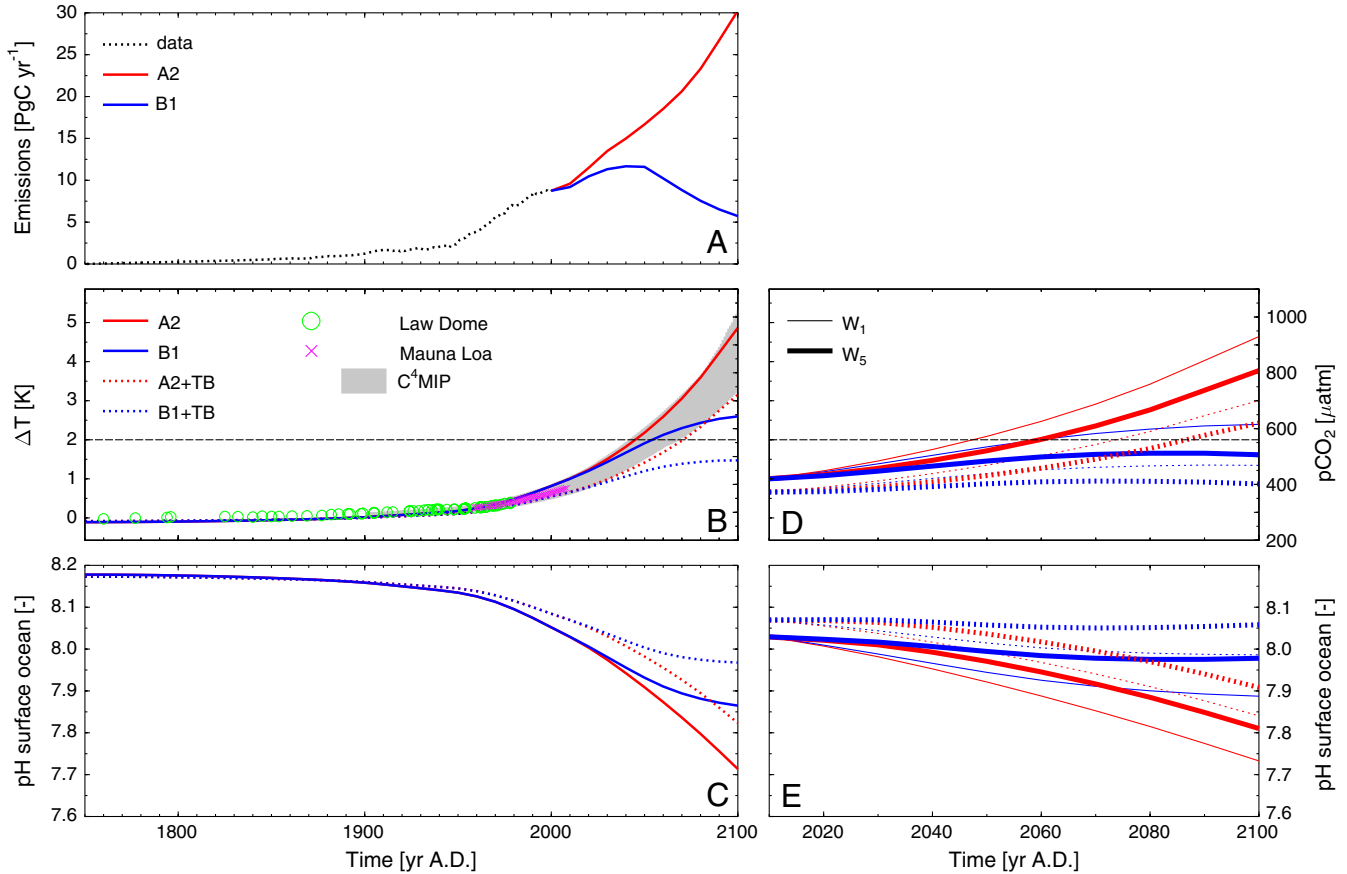 30
25
20
15
10
5
0
Emissions [PgC yr⁻¹]
data
A2
B1
A
5
4
3
2
1
0
ΔT [K]
A2
B1
A2+TB
B1+TB
Law Dome
Mauna Loa
C⁴MIP
B
W₁
W₅
D
1000
800
600
400
200
pCO₂ [μatm]
8.2
8.1
8.0
7.9
7.8
7.7
7.6
pH surface ocean [-]
C
1800 1900 2000 2100
Time [yr A.D.]
E
8.1
8.0
7.9
7.8
7.7
7.6
pH surface ocean [-]
2020 2040 2060 2080 2100
Time [yr A.D.]